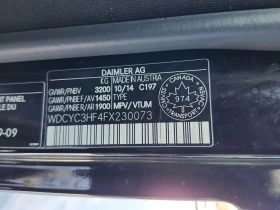 DAIMLER AG
KG MADE IN AUSTRIA
GVWR/PNBV 3200 10/14 C197
GAWR/PNBE F/AV 1450 TYPE
GAWR/PNBE AR 1900 MPV/VTUM
WDCYC3HF4FX230073
CANADA
974
T PANEL
DU
9-09